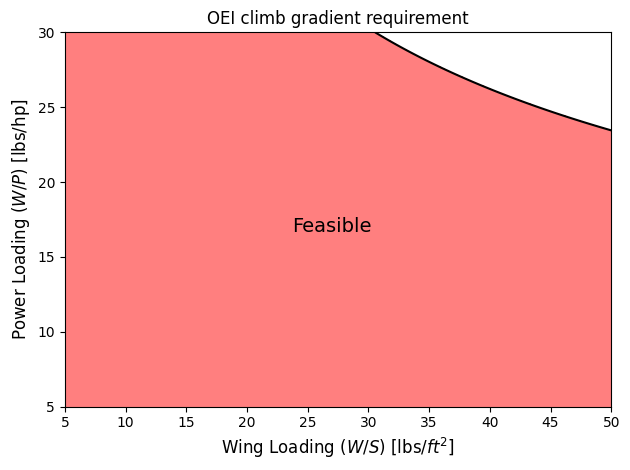 OEI climb gradient requirement
30
25
20
15
10
5
Power Loading (W/P) [lbs/hp]
Feasible
5 10 15 20 25 30 35 40 45 50
Wing Loading (W/S) [lbs/ft²]